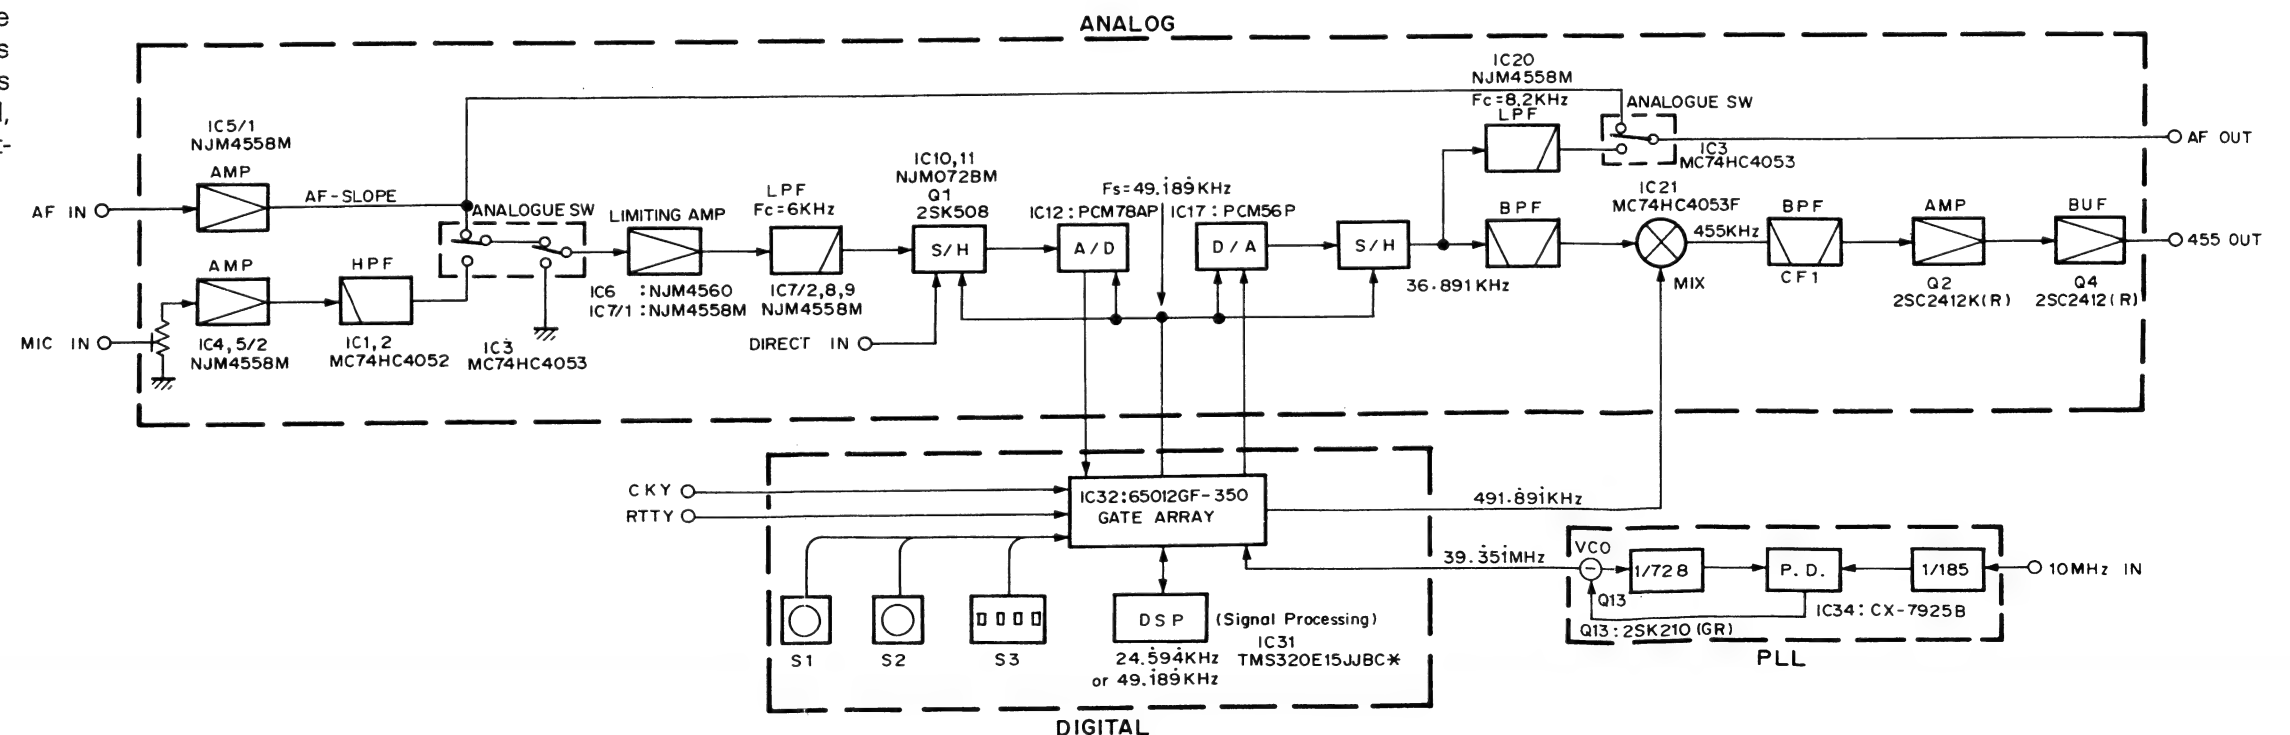 e
s
s
l,
t-
ANALOG
IC5/1
NJM4558M
AMP
AF IN
AF-SLOPE
AMP
MIC IN
IC4,5/2
NJM4558M
HPF
IC1,2
MC74HC4052
ANALOGUE SW
IC3
MC74HC4053
LIMITING AMP
IC6 : NJM4560
IC7/1 : NJM4558M
LPF
Fc=6KHz
IC7/2,8,9
NJM4558M
IC10,11
NJM072BM
Q1
2SK508
S/H
DIRECT IN
Fs=49.189KHz
IC12 : PCM78AP
A/D
IC17 : PCM56P
D/A
S/H
36.891KHz
IC20
NJM4558M
Fc=8.2KHz
LPF
ANALOGUE SW
IC3
MC74HC4053
AF OUT
BPF
IC21
MC74HC4053F
MIX
455KHz
BPF
CF1
AMP
Q2
2SC2412K(R)
BUF
Q4
2SC2412(R)
455 OUT
CKY
RTTY
IC32:65012GF-350
GATE ARRAY
491.891KHz
S1
S2
S3
DSP
(Signal Processing)
IC31
TMS320E15JJBC*
24.594KHz
or 49.189KHz
DIGITAL
39.351MHz
VCO
Q13
1/728
P.D.
1/185
10MHz IN
IC34 : CX-7925B
Q13 : 2SK210(GR)
PLL